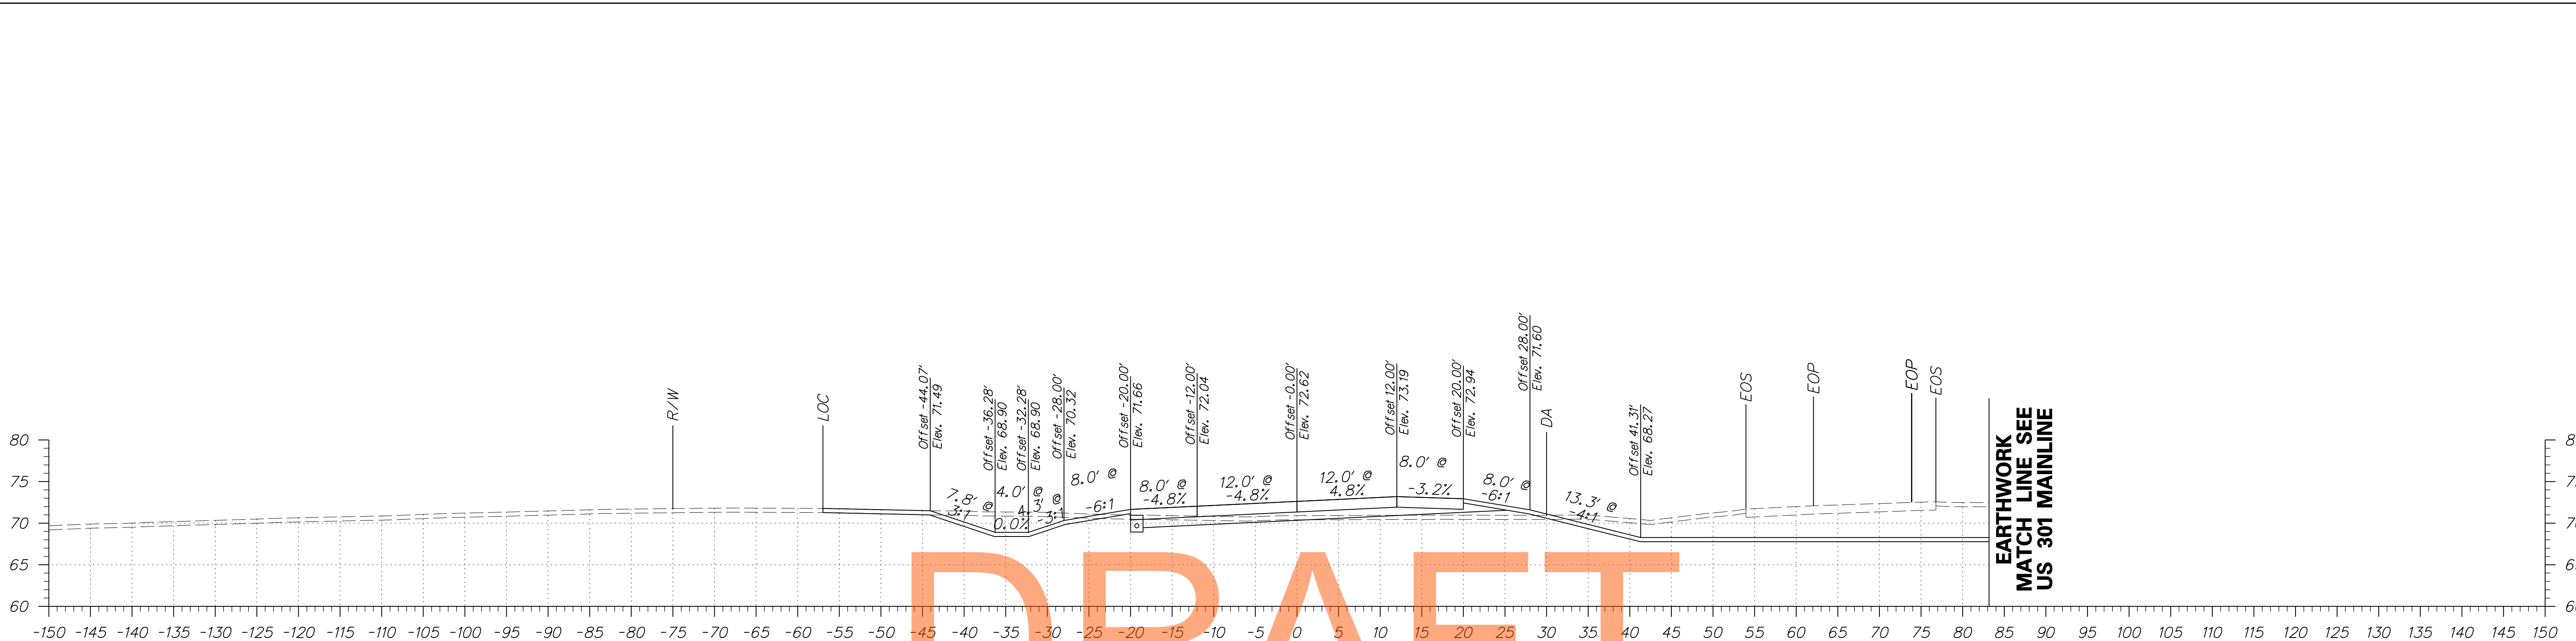 R/W
LOC
Offset -44.07'
Elev. 71.49
Offset -36.28'
Elev. 68.90
Offset -32.28'
Elev. 68.90
Offset -28.00'
Elev. 70.32
Offset -20.00'
Elev. 71.66
Offset -12.00'
Elev. 72.04
Offset -0.00'
Elev. 72.62
Offset 12.00'
Elev. 73.19
Offset 20.00'
Elev. 72.94
Offset 28.00'
Elev. 71.60
DA
Offset 41.31'
Elev. 68.27
EOS
EOP
EOP
EOS
7.8' @
3:1
4.0' @
0.0%
4.3' @
-3:1
8.0' @
-6:1
8.0' @
-4.8%
12.0' @
-4.8%
12.0' @
4.8%
8.0' @
-3.2%
8.0' @
-6:1
13.3' @
-4:1
EARTHWORK
MATCH LINE SEE
US 301 MAINLINE
80
75
70
65
60
DRAFT
-150 -145 -140 -135 -130 -125 -120 -115 -110 -105 -100 -95 -90 -85 -80 -75 -70 -65 -60 -55 -50 -45 -40 -35 -30 -25 -20 -15 -10 -5 0 5 10 15 20 25 30 35 40 45 50 55 60 65 70 75 80 85 90 95 100 105 110 115 120 125 130 135 140 145 150